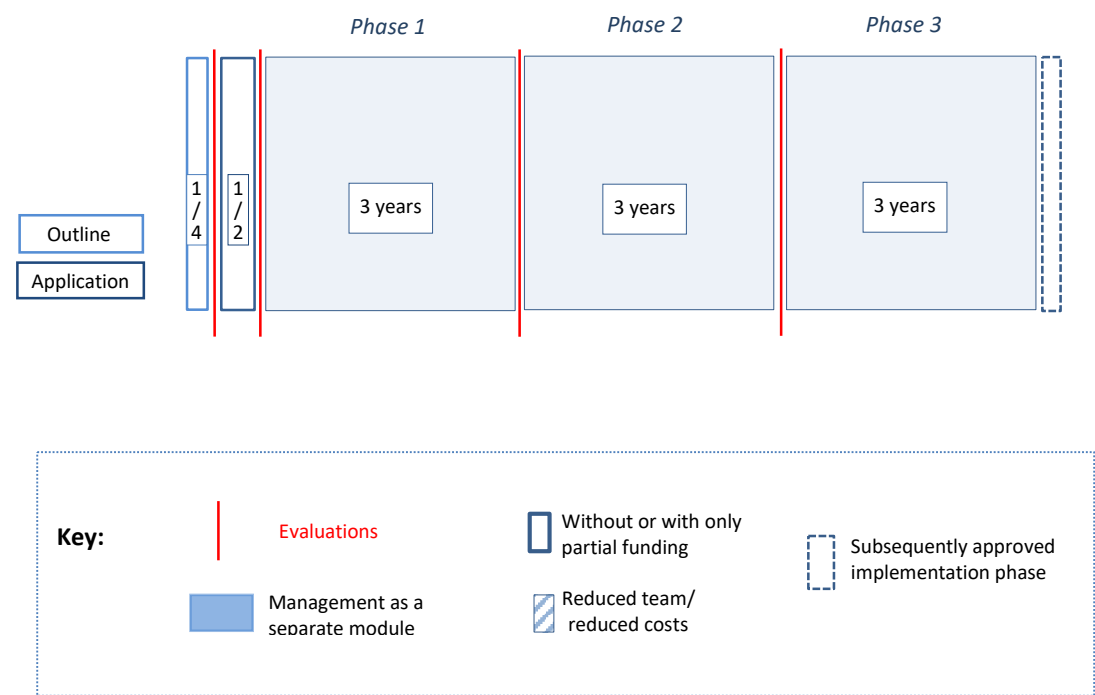 Phase 1
Phase 2
Phase 3
1
/
4
1
/
2
3 years
3 years
3 years
Outline
Application
Key:
Evaluations
Without or with only
partial funding
Subsequently approved
implementation phase
Management as a
separate module
Reduced team/
reduced costs